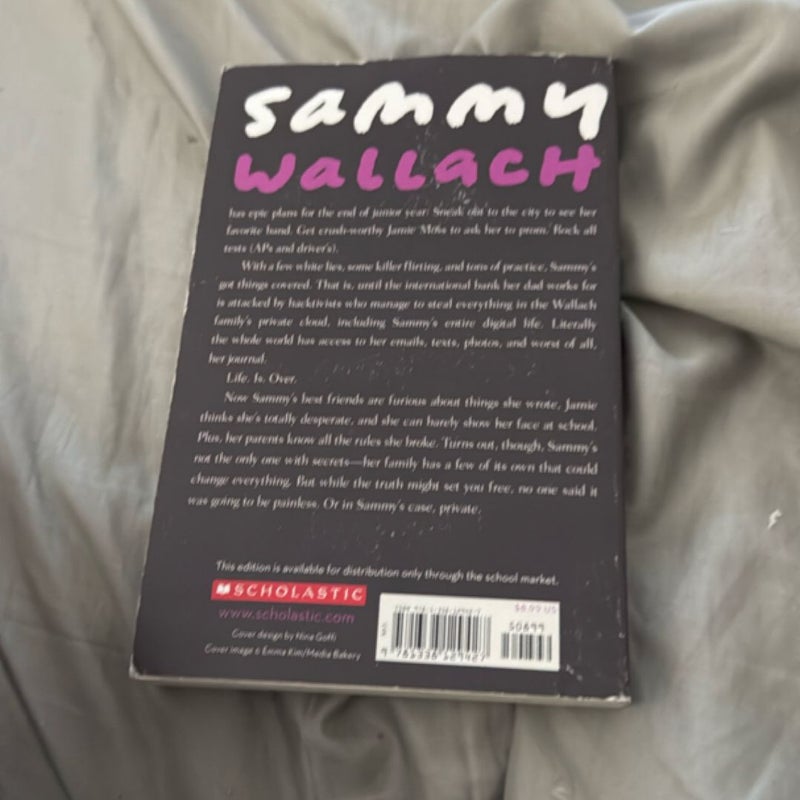 sammy
WallacH
has epic plans for the end of junior year: Sneak out to the city to see her
favorite band. Get crush-worthy Jamie Moss to ask her to prom. Rock all
tests (APs and driver's).
With a few white lies, some killer flirting, and tons of practice, Sammy's
got things covered. That is, until the international bank her dad works for
is attacked by hacktivists who manage to steal everything in the Wallach
family's private cloud, including Sammy's entire digital life. Literally
the whole world has access to her emails, texts, photos, and worst of all,
her journal.
Life. Is. Over.
Now Sammy's best friends are furious about things she wrote, Jamie
thinks she's totally desperate, and she can barely show her face at school.
Plus, her parents know all the rules she broke. Turns out, though, Sammy's
not the only one with secrets—her family has a few of its own that could
change everything. But while the truth might set you free, no one said it
was going to be painless. Or in Sammy's case, private.
This edition is available for distribution only through the school market.
SCHOLASTIC
www.scholastic.com
Cover design by Nina Goffi
Cover image © Emma Kim/Media Bakery
$8.99 US
50899